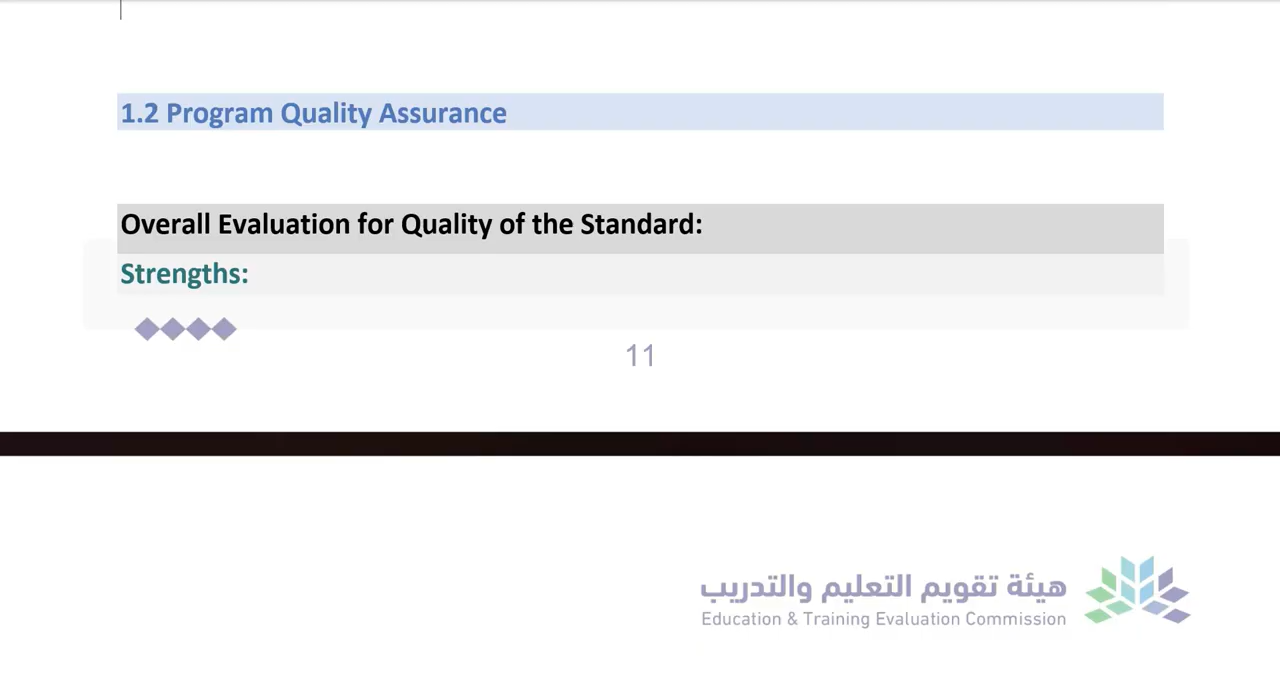 1.2 Program Quality Assurance
Overall Evaluation for Quality of the Standard:
Strengths:
11
هيئة تقويم التعليم والتدريب
Education & Training Evaluation Commission